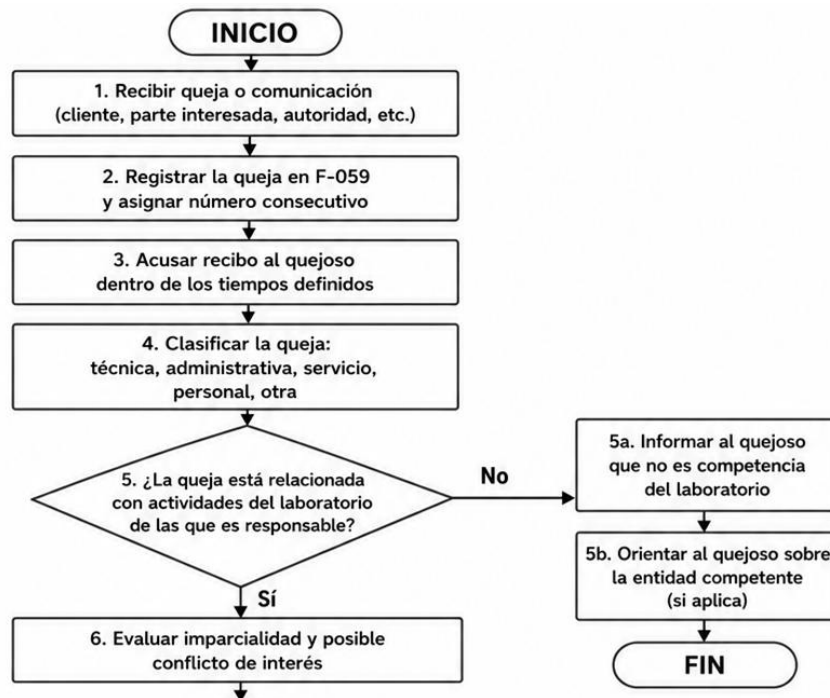 INICIO
1. Recibir queja o comunicación
(cliente, parte interesada, autoridad, etc.)
2. Registrar la queja en F-059
y asignar número consecutivo
3. Acusar recibo al quejoso
dentro de los tiempos definidos
4. Clasificar la queja:
técnica, administrativa, servicio,
personal, otra
5. ¿La queja está relacionada
con actividades del laboratorio
de las que es responsable?
No
5a. Informar al quejoso
que no es competencia
del laboratorio
5b. Orientar al quejoso sobre
la entidad competente
(si aplica)
FIN
Sí
6. Evaluar imparcialidad y posible
conflicto de interés